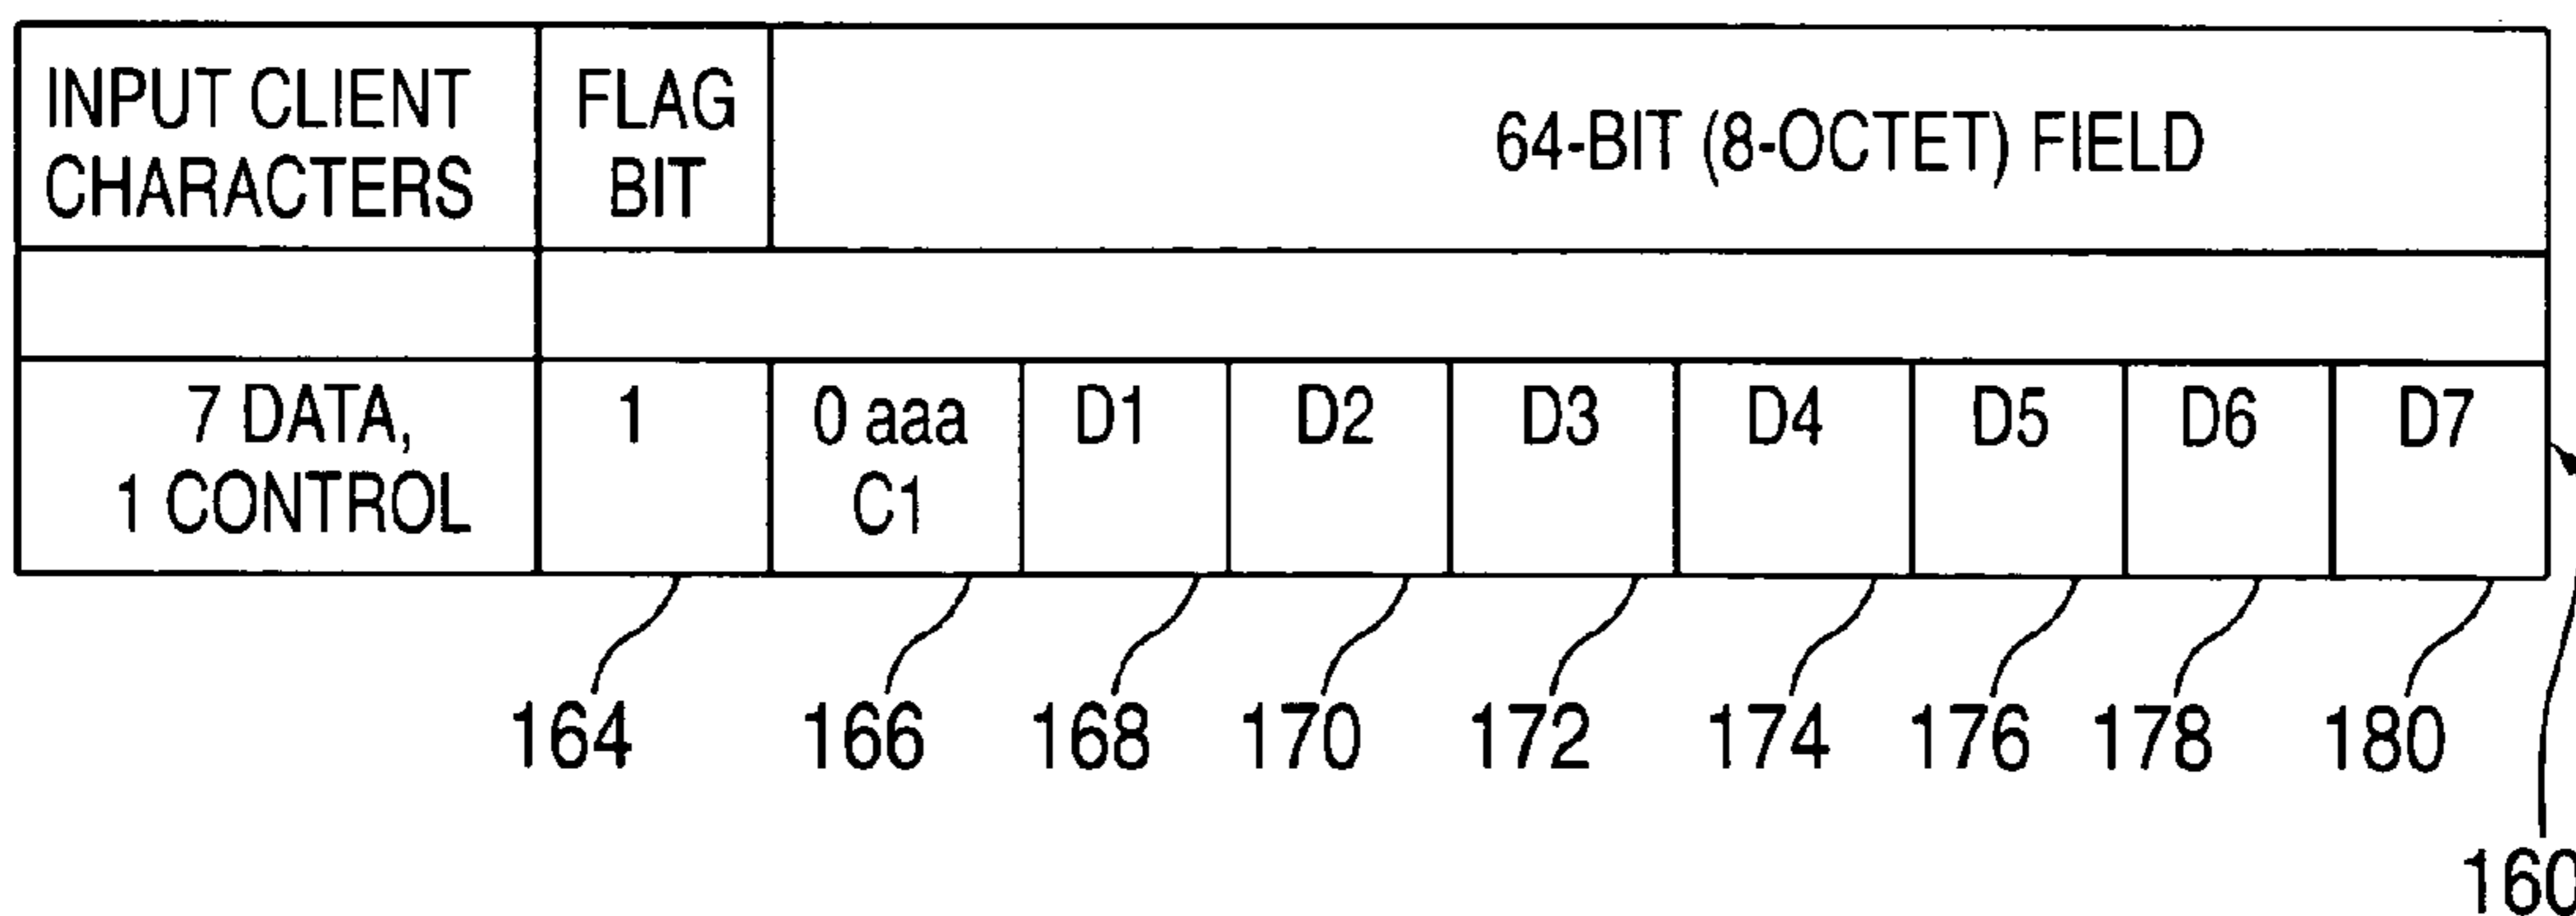 INPUT CLIENT
CHARACTERS
FLAG
BIT
64-BIT (8-OCTET) FIELD
7 DATA,
1 CONTROL
1
0 aaa
C1
D1
D2
D3
D4
D5
D6
D7
164
166
168
170
172
174
176
178
180
160